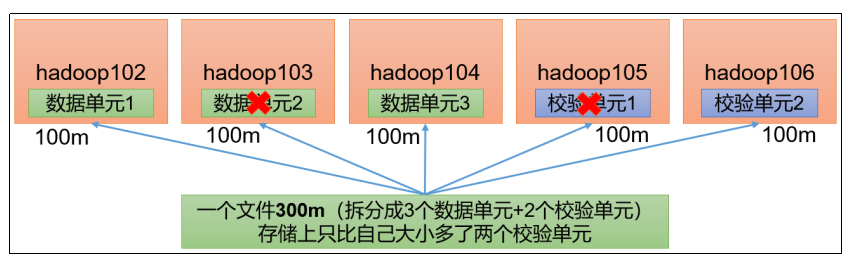 hadoop102
hadoop103
hadoop104
hadoop105
hadoop106
数据单元1
数据单元2
数据单元3
校验单元1
校验单元2
100m
100m
100m
100m
100m
一个文件300m（拆分成3个数据单元+2个校验单元）
存储上只比自己大小多了两个校验单元